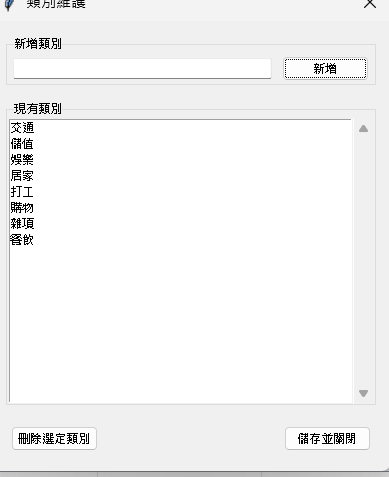 類別維護
新增類別
新增
現有類別
交通
儲值
娛樂
居家
打工
購物
雜項
餐飲
刪除選定類別
儲存並關閉